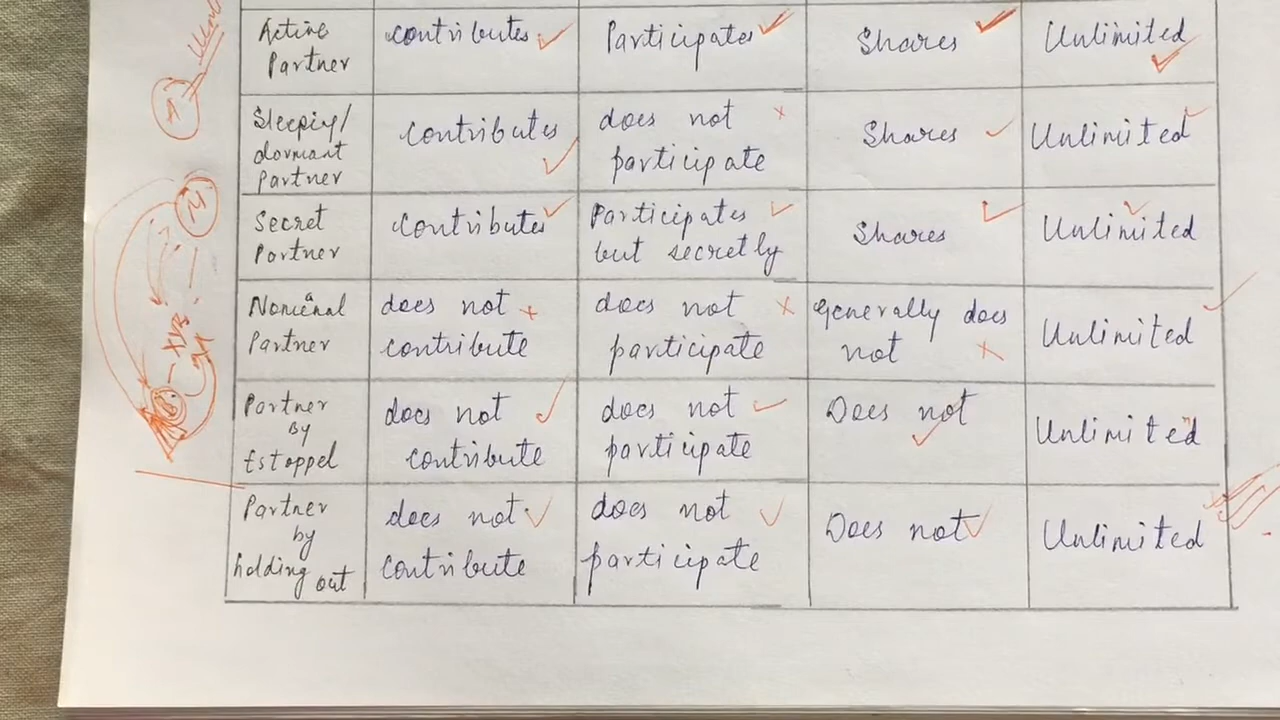 Active contributes Participates Shares Unlimited
Partner
Sleeping/ contributes does not Shares Unlimited
dormant participate
Partner
Secret contributes Participates Shares Unlimited
Partner but secretly
Nominal does not does not Generally does Unlimited
Partner contribute participate not
Partner does not does not Does not Unlimited
By contribute participate
Estoppel
Partner does not does not Does not Unlimited
by contribute participate
holding out